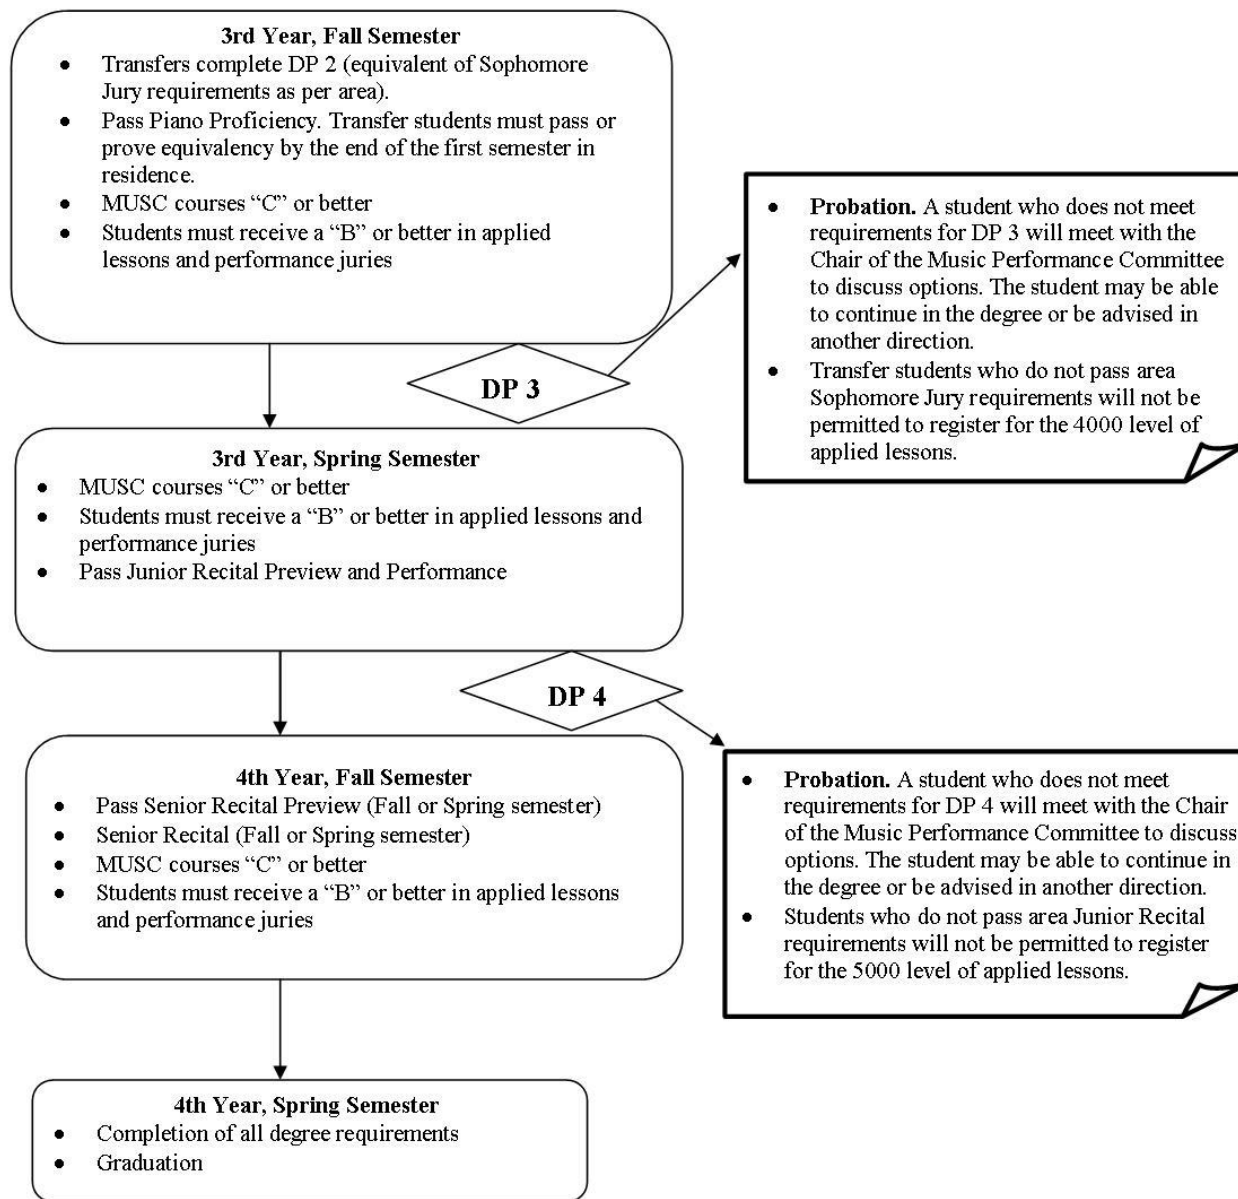 3rd Year, Fall Semester
• Transfers complete DP 2 (equivalent of Sophomore
Jury requirements as per area).
• Pass Piano Proficiency. Transfer students must pass or
prove equivalency by the end of the first semester in
residence.
• MUSC courses “C” or better
• Students must receive a “B” or better in applied
lessons and performance juries
DP 3
• Probation. A student who does not meet
requirements for DP 3 will meet with the
Chair of the Music Performance Committee
to discuss options. The student may be able
to continue in the degree or be advised in
another direction.
• Transfer students who do not pass area
Sophomore Jury requirements will not be
permitted to register for the 4000 level of
applied lessons.
3rd Year, Spring Semester
• MUSC courses “C” or better
• Students must receive a “B” or better in applied lessons and
performance juries
• Pass Junior Recital Preview and Performance
DP 4
• Probation. A student who does not meet
requirements for DP 4 will meet with the Chair
of the Music Performance Committee to discuss
options. The student may be able to continue in
the degree or be advised in another direction.
• Students who do not pass area Junior Recital
requirements will not be permitted to register
for the 5000 level of applied lessons.
4th Year, Fall Semester
• Pass Senior Recital Preview (Fall or Spring semester)
• Senior Recital (Fall or Spring semester)
• MUSC courses “C” or better
• Students must receive a “B” or better in applied lessons
and performance juries
4th Year, Spring Semester
• Completion of all degree requirements
• Graduation